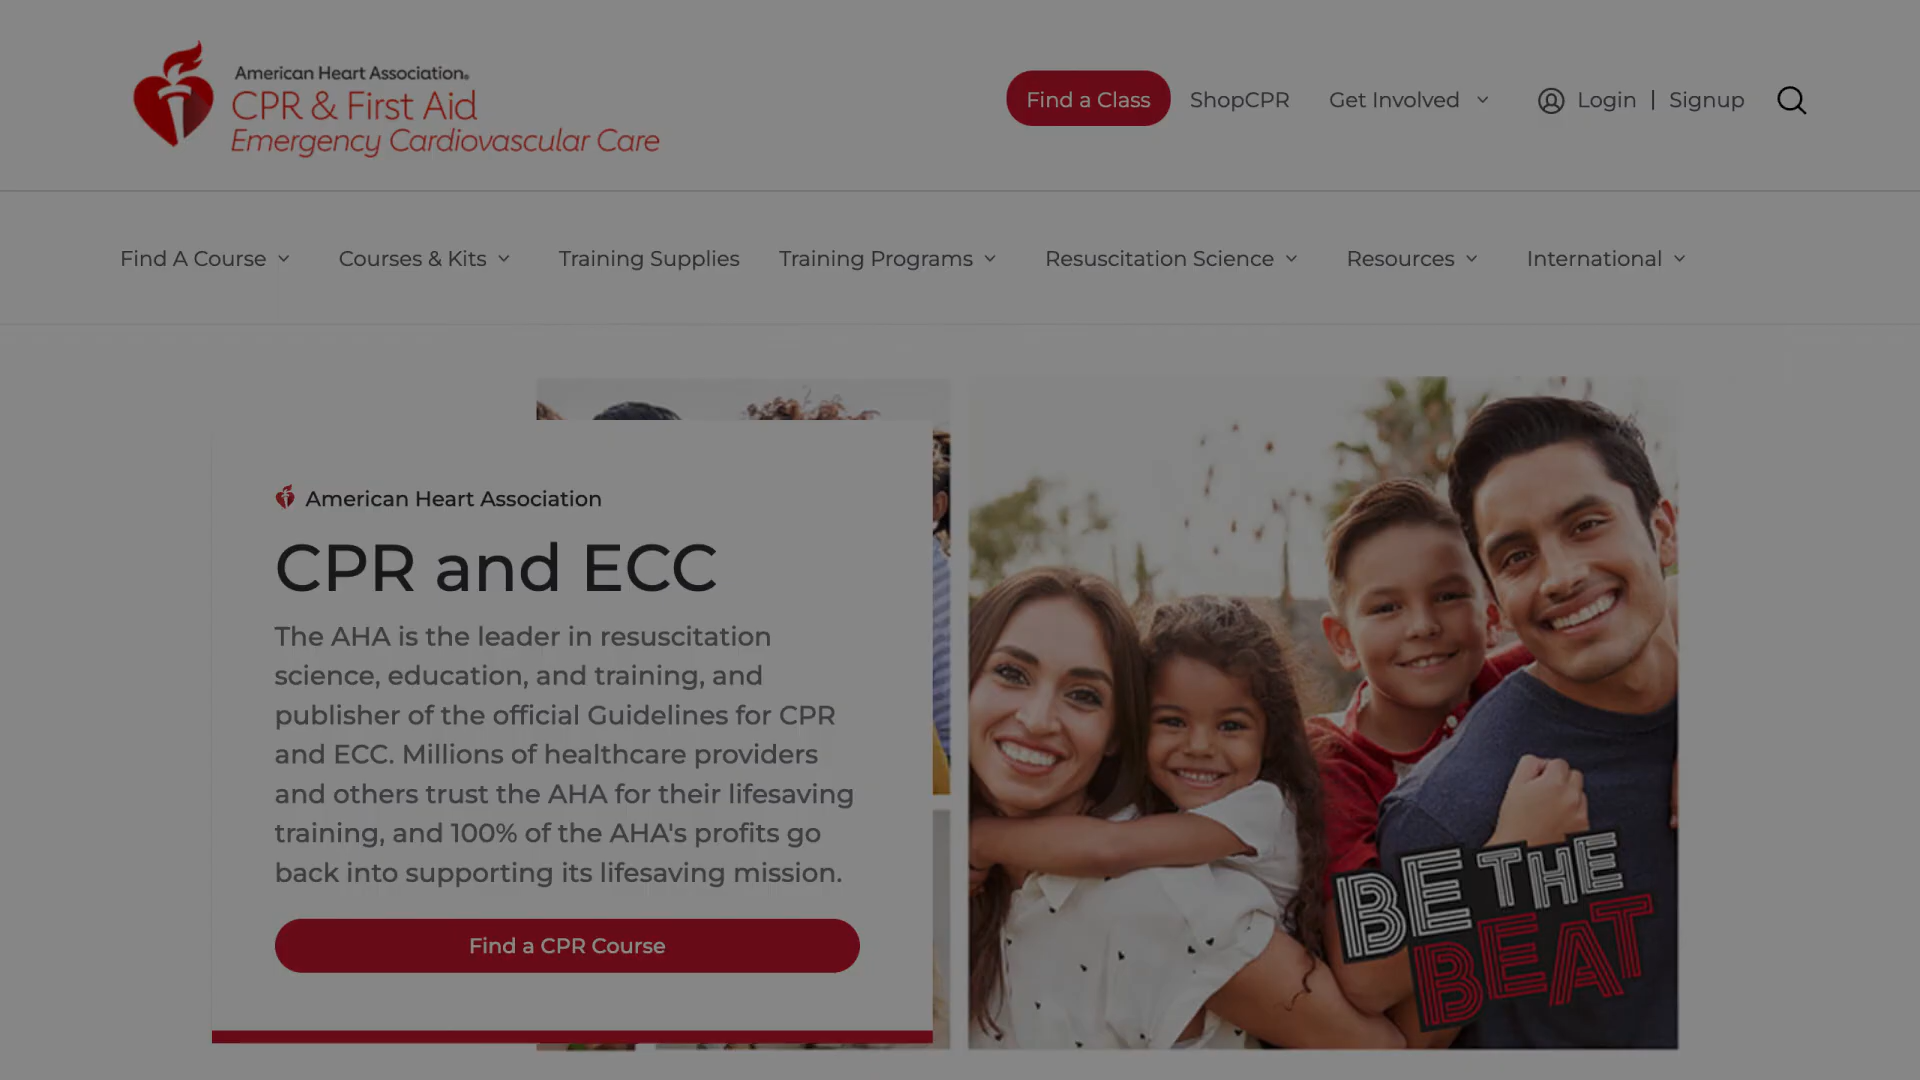 American Heart Association.
CPR & First Aid
Emergency Cardiovascular Care
Find a Class
ShopCPR
Get Involved
Login | Signup
Find A Course
Courses & Kits
Training Supplies
Training Programs
Resuscitation Science
Resources
International
American Heart Association
CPR and ECC
The AHA is the leader in resuscitation
science, education, and training, and
publisher of the official Guidelines for CPR
and ECC. Millions of healthcare providers
and others trust the AHA for their lifesaving
training, and 100% of the AHA's profits go
back into supporting its lifesaving mission.
Find a CPR Course
BE THE
BEAT